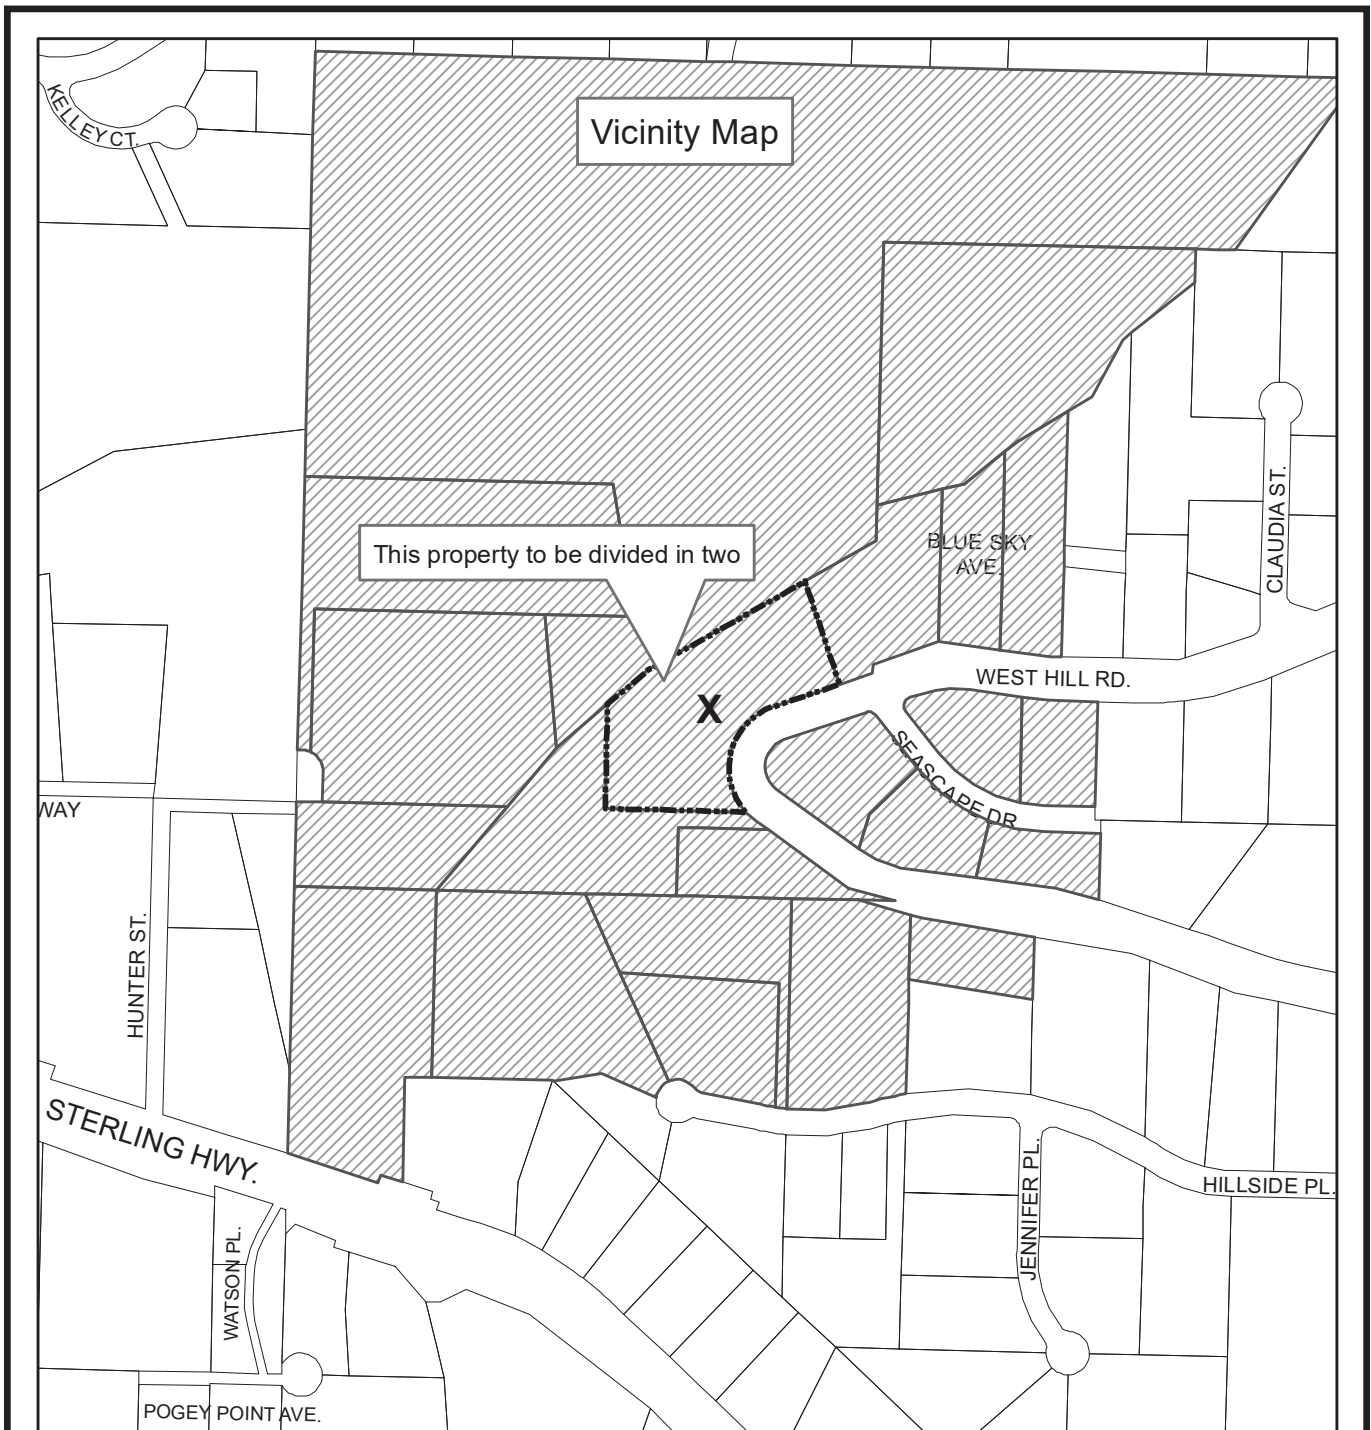 KELLEY CT.
Vicinity Map
This property to be divided in two
BLUE SKY
AVE.
CLAUDIA ST.
X
WEST HILL RD.
SEASCAPE DR
WAY
HUNTER ST.
STERLING HWY.
JENNIFER PL.
HILLSIDE PL.
WATSON PL.
POGEY POINT AVE.